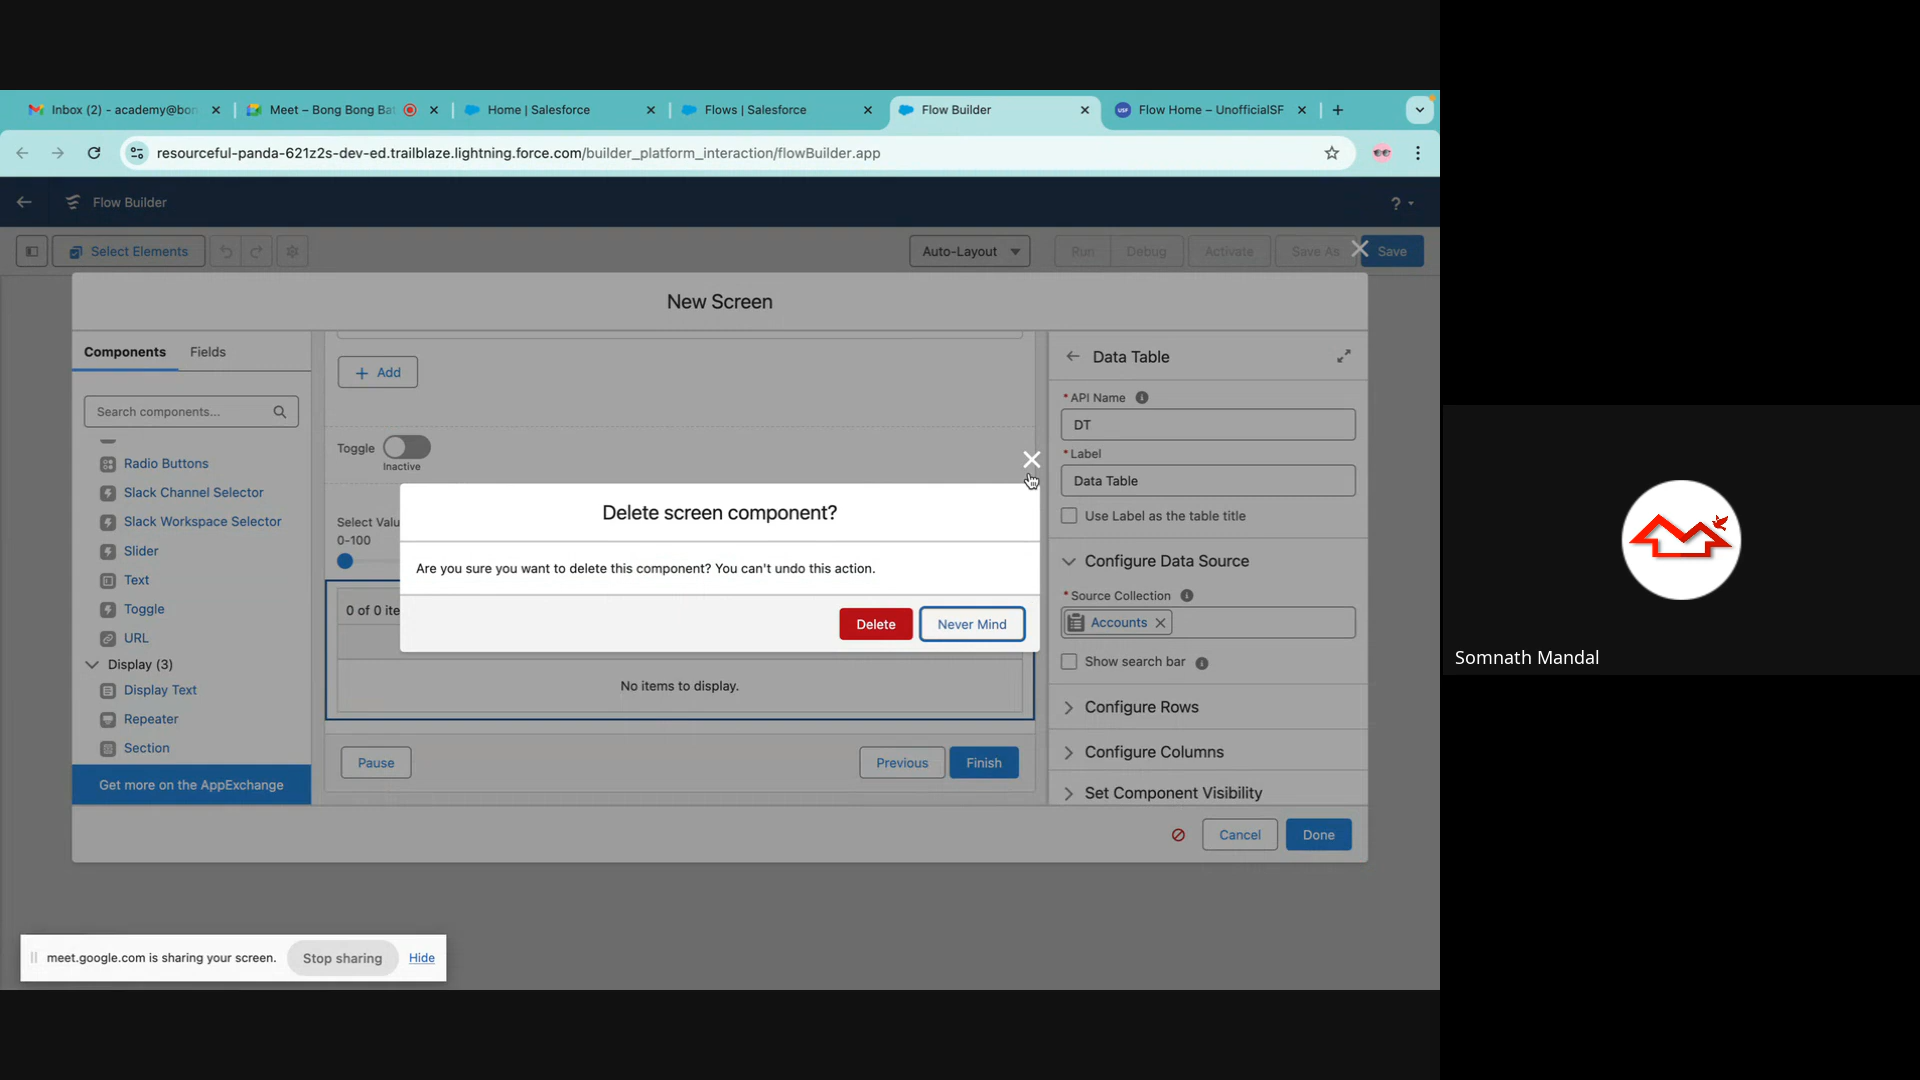 Inbox (2) - academy@bon
Meet – Bong Bong Bat
Home | Salesforce
Flows | Salesforce
Flow Builder
Flow Home – UnofficialSF
resourceful-panda-621z2s-dev-ed.trailblaze.lightning.force.com/builder_platform_interaction/flowBuilder.app
Flow Builder
?
Select Elements
Auto-Layout
Run
Debug
Activate
Save As
Save
New Screen
Components
Fields
Search components...
Radio Buttons
Slack Channel Selector
Slack Workspace Selector
Slider
Text
Toggle
URL
Display (3)
Display Text
Repeater
Section
Get more on the AppExchange
+ Add
Toggle
Inactive
Select Valu
0-100
0 of 0 ite
No items to display.
Pause
Previous
Finish
Delete screen component?
Are you sure you want to delete this component? You can't undo this action.
Delete
Never Mind
Data Table
* API Name
DT
* Label
Data Table
Use Label as the table title
Configure Data Source
* Source Collection
Accounts
Show search bar
Configure Rows
Configure Columns
Set Component Visibility
Cancel
Done
meet.google.com is sharing your screen.
Stop sharing
Hide
Somnath Mandal